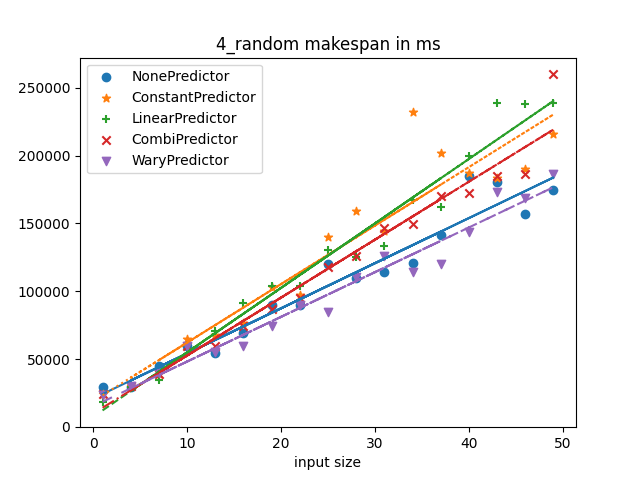 4_random makespan in ms
250000
200000
150000
100000
50000
0
NonePredictor
ConstantPredictor
LinearPredictor
CombiPredictor
WaryPredictor
0 10 20 30 40 50
input size